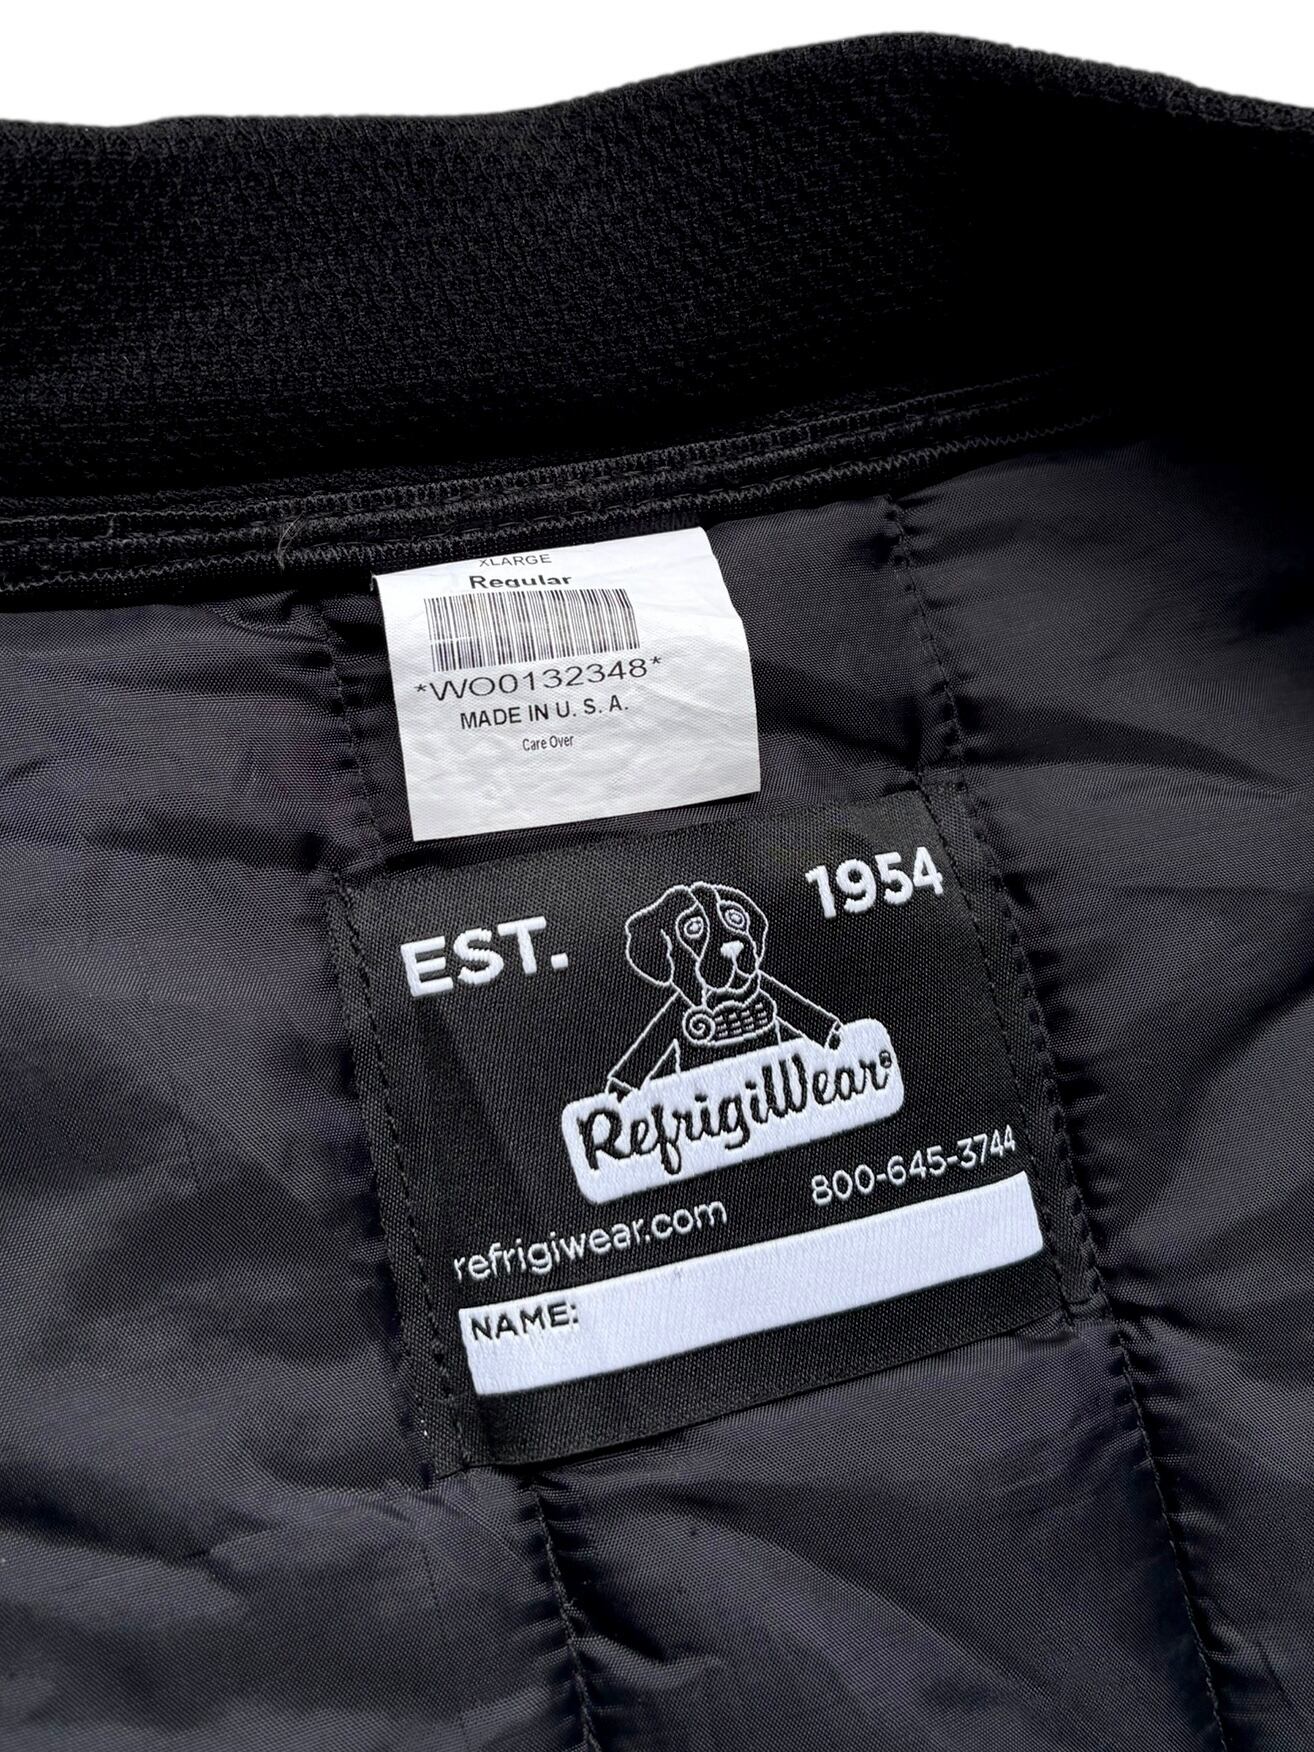 XLARGE
Regular
*WO0132348*
MADE IN U. S. A.
Care Over
EST. 1954
RefrigiWear®
refrigiwear.com 800-645-3744
NAME: